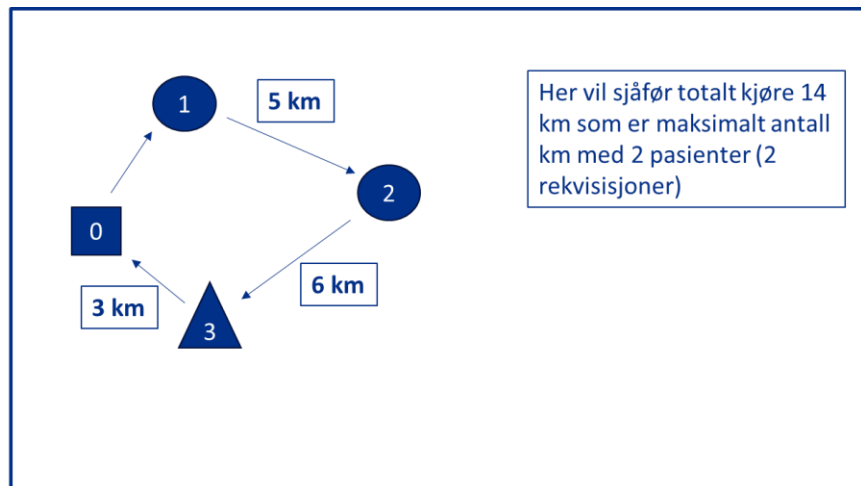 1
5 km
2
0
6 km
3 km
3
Her vil sjåfør totalt kjøre 14
km som er maksimalt antall
km med 2 pasienter (2
rekvisisjoner)